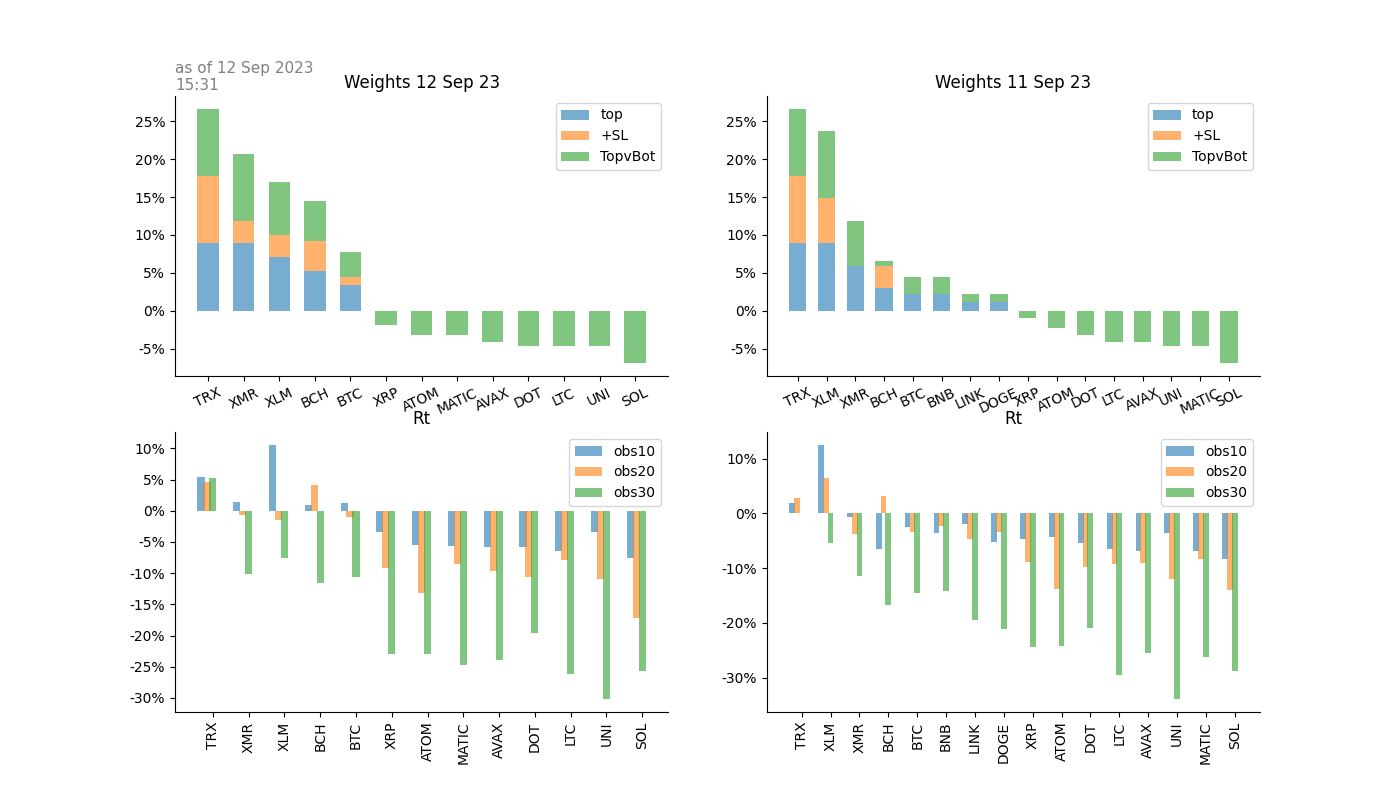 as of 12 Sep 2023
15:31
Weights 12 Sep 23
25%
20%
15%
10%
5%
0%
-5%
top
+SL
TopvBot
TRX XMR XLM BCH BTC XRP ATOM MATIC AVAX DOT LTC UNI SOL
Weights 11 Sep 23
25%
20%
15%
10%
5%
0%
-5%
top
+SL
TopvBot
TRX XLM XMR BCH BTC BNB LINK DOGE XRP ATOM DOT LTC AVAX UNI MATIC SOL
Rt
10%
5%
0%
-5%
-10%
-15%
-20%
-25%
-30%
obs10
obs20
obs30
TRX XMR XLM BCH BTC XRP ATOM MATIC AVAX DOT LTC UNI SOL
Rt
10%
0%
-10%
-20%
-30%
obs10
obs20
obs30
TRX XLM XMR BCH BTC BNB LINK DOGE XRP ATOM DOT LTC AVAX UNI MATIC SOL